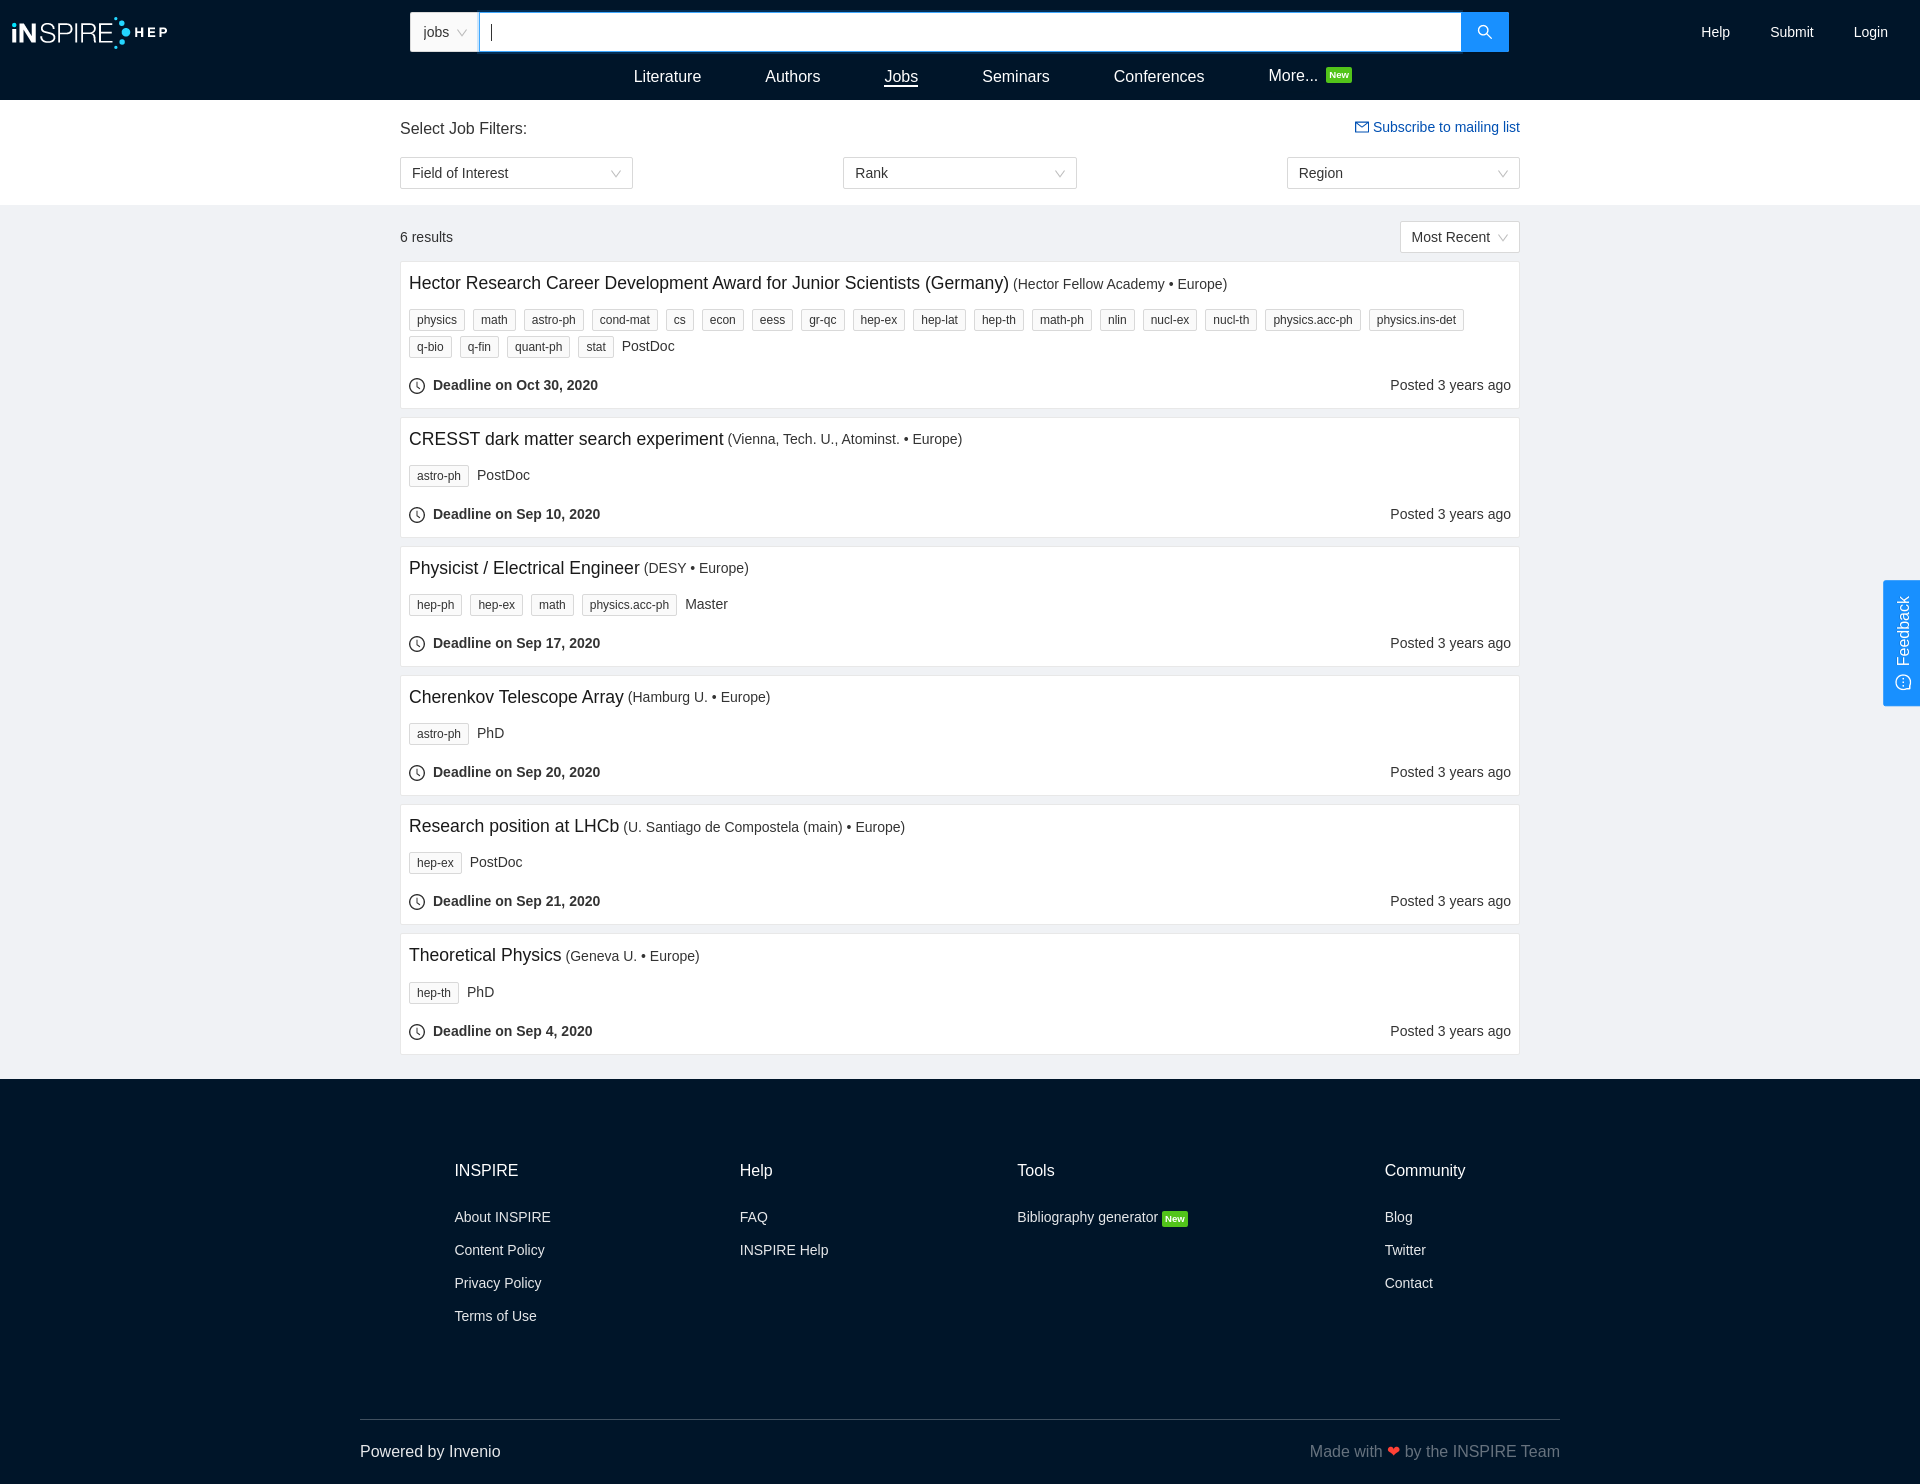 iNSPIRE HEP
jobs
Help Submit Login
Literature Authors Jobs Seminars Conferences More... New
Select Job Filters:
Subscribe to mailing list
Field of Interest Rank Region
6 results
Most Recent
Hector Research Career Development Award for Junior Scientists (Germany) (Hector Fellow Academy • Europe)
physics math astro-ph cond-mat cs econ eess gr-qc hep-ex hep-lat hep-th math-ph nlin nucl-ex nucl-th physics.acc-ph physics.ins-det
q-bio q-fin quant-ph stat PostDoc
Deadline on Oct 30, 2020 Posted 3 years ago
CRESST dark matter search experiment (Vienna, Tech. U., Atominst. • Europe)
astro-ph PostDoc
Deadline on Sep 10, 2020 Posted 3 years ago
Physicist / Electrical Engineer (DESY • Europe)
hep-ph hep-ex math physics.acc-ph Master
Deadline on Sep 17, 2020 Posted 3 years ago
Cherenkov Telescope Array (Hamburg U. • Europe)
astro-ph PhD
Deadline on Sep 20, 2020 Posted 3 years ago
Research position at LHCb (U. Santiago de Compostela (main) • Europe)
hep-ex PostDoc
Deadline on Sep 21, 2020 Posted 3 years ago
Theoretical Physics (Geneva U. • Europe)
hep-th PhD
Deadline on Sep 4, 2020 Posted 3 years ago
Feedback
INSPIRE
About INSPIRE
Content Policy
Privacy Policy
Terms of Use
Help
FAQ
INSPIRE Help
Tools
Bibliography generator New
Community
Blog
Twitter
Contact
Powered by Invenio
Made with ❤ by the INSPIRE Team